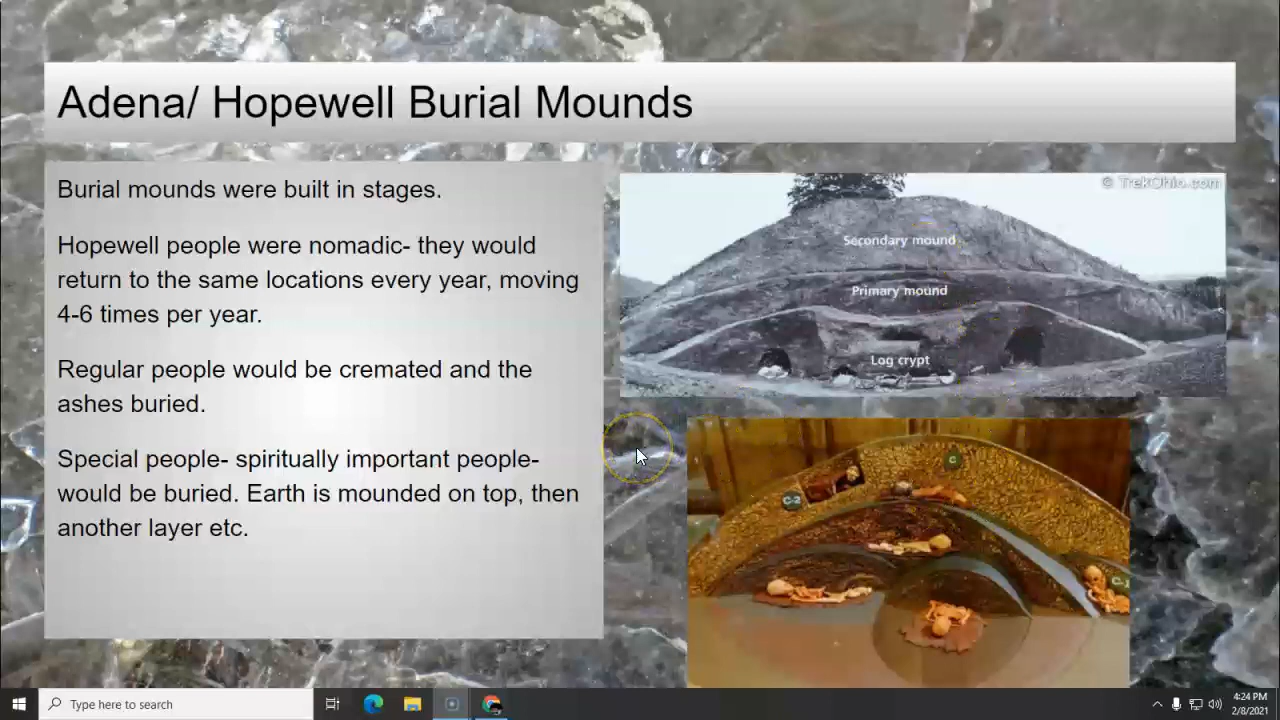 Adena/ Hopewell Burial Mounds
Burial mounds were built in stages.
Hopewell people were nomadic- they would
return to the same locations every year, moving
4-6 times per year.
Regular people would be cremated and the
ashes buried.
Special people- spiritually important people-
would be buried. Earth is mounded on top, then
another layer etc.
© TrekOhio.com
Secondary mound
Primary mound
Log crypt
C
C-2
C-1
Type here to search
4:24 PM
2/8/2021